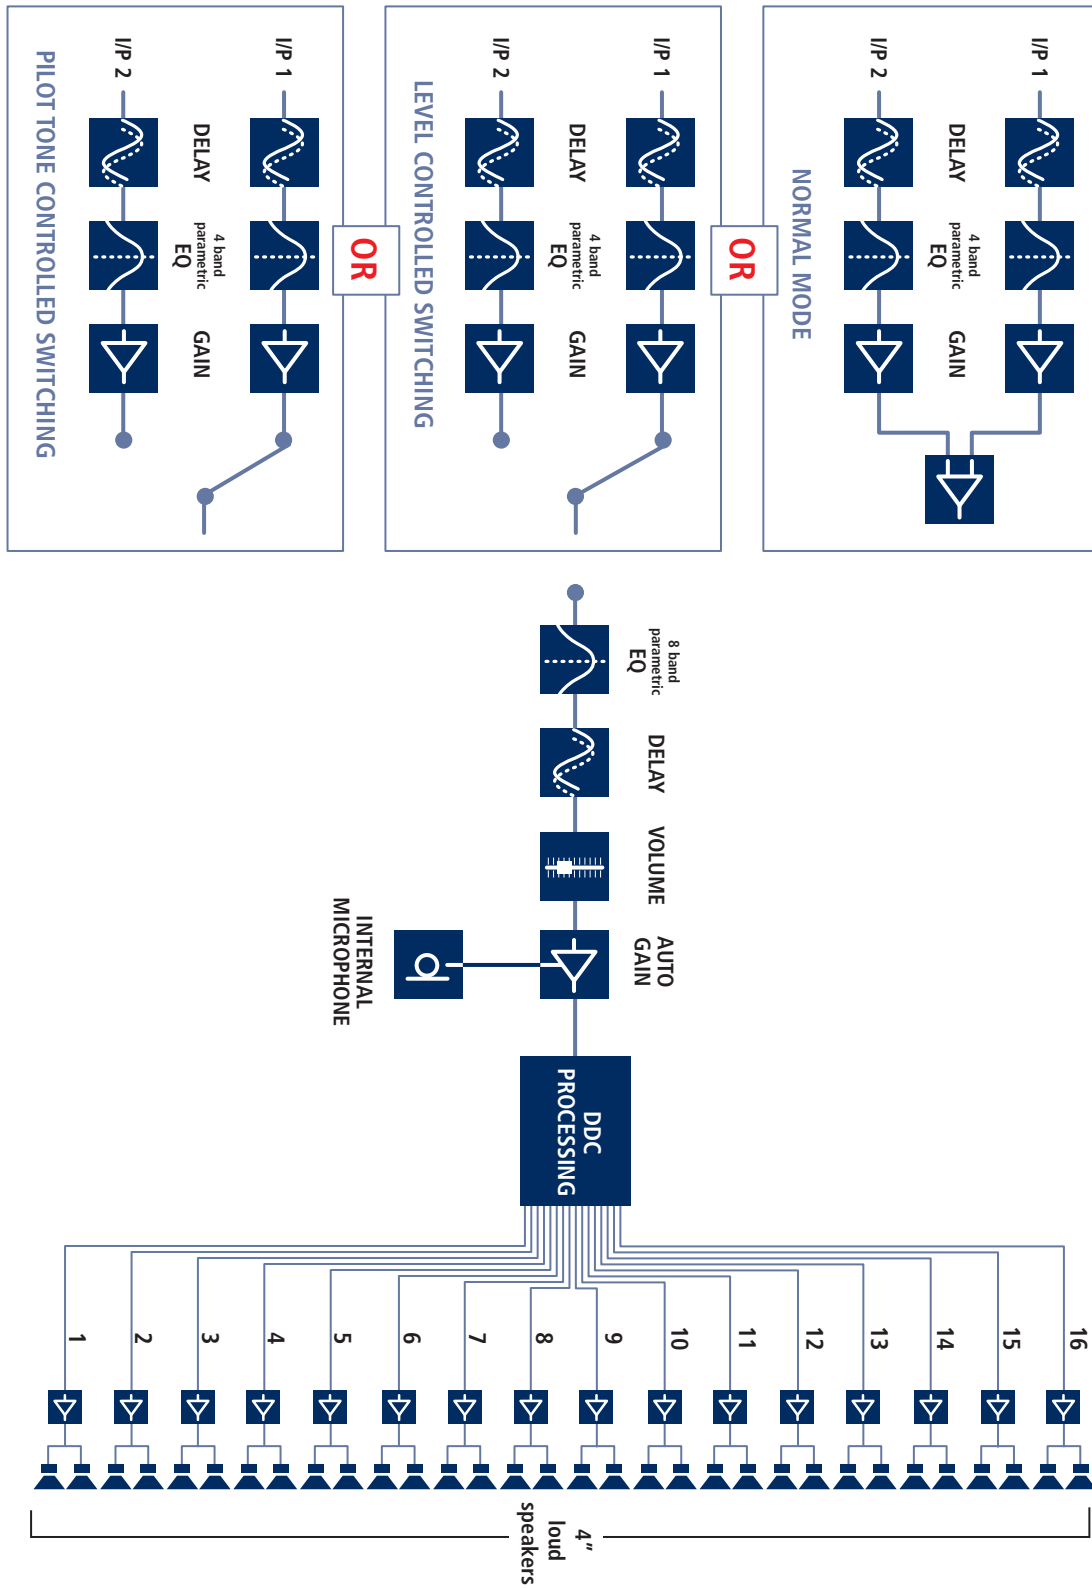 I/P 1
I/P 2
DELAY
4 band
parametric
EQ
GAIN
NORMAL MODE
OR
I/P 1
I/P 2
DELAY
4 band
parametric
EQ
GAIN
LEVEL CONTROLLED SWITCHING
OR
I/P 1
I/P 2
DELAY
4 band
parametric
EQ
GAIN
PILOT TONE CONTROLLED SWITCHING
8 band
parametric
EQ
DELAY
VOLUME
AUTO
GAIN
INTERNAL
MICROPHONE
DDC
PROCESSING
16
15
14
13
12
11
10
9
8
7
6
5
4
3
2
1
4"
loud
speakers